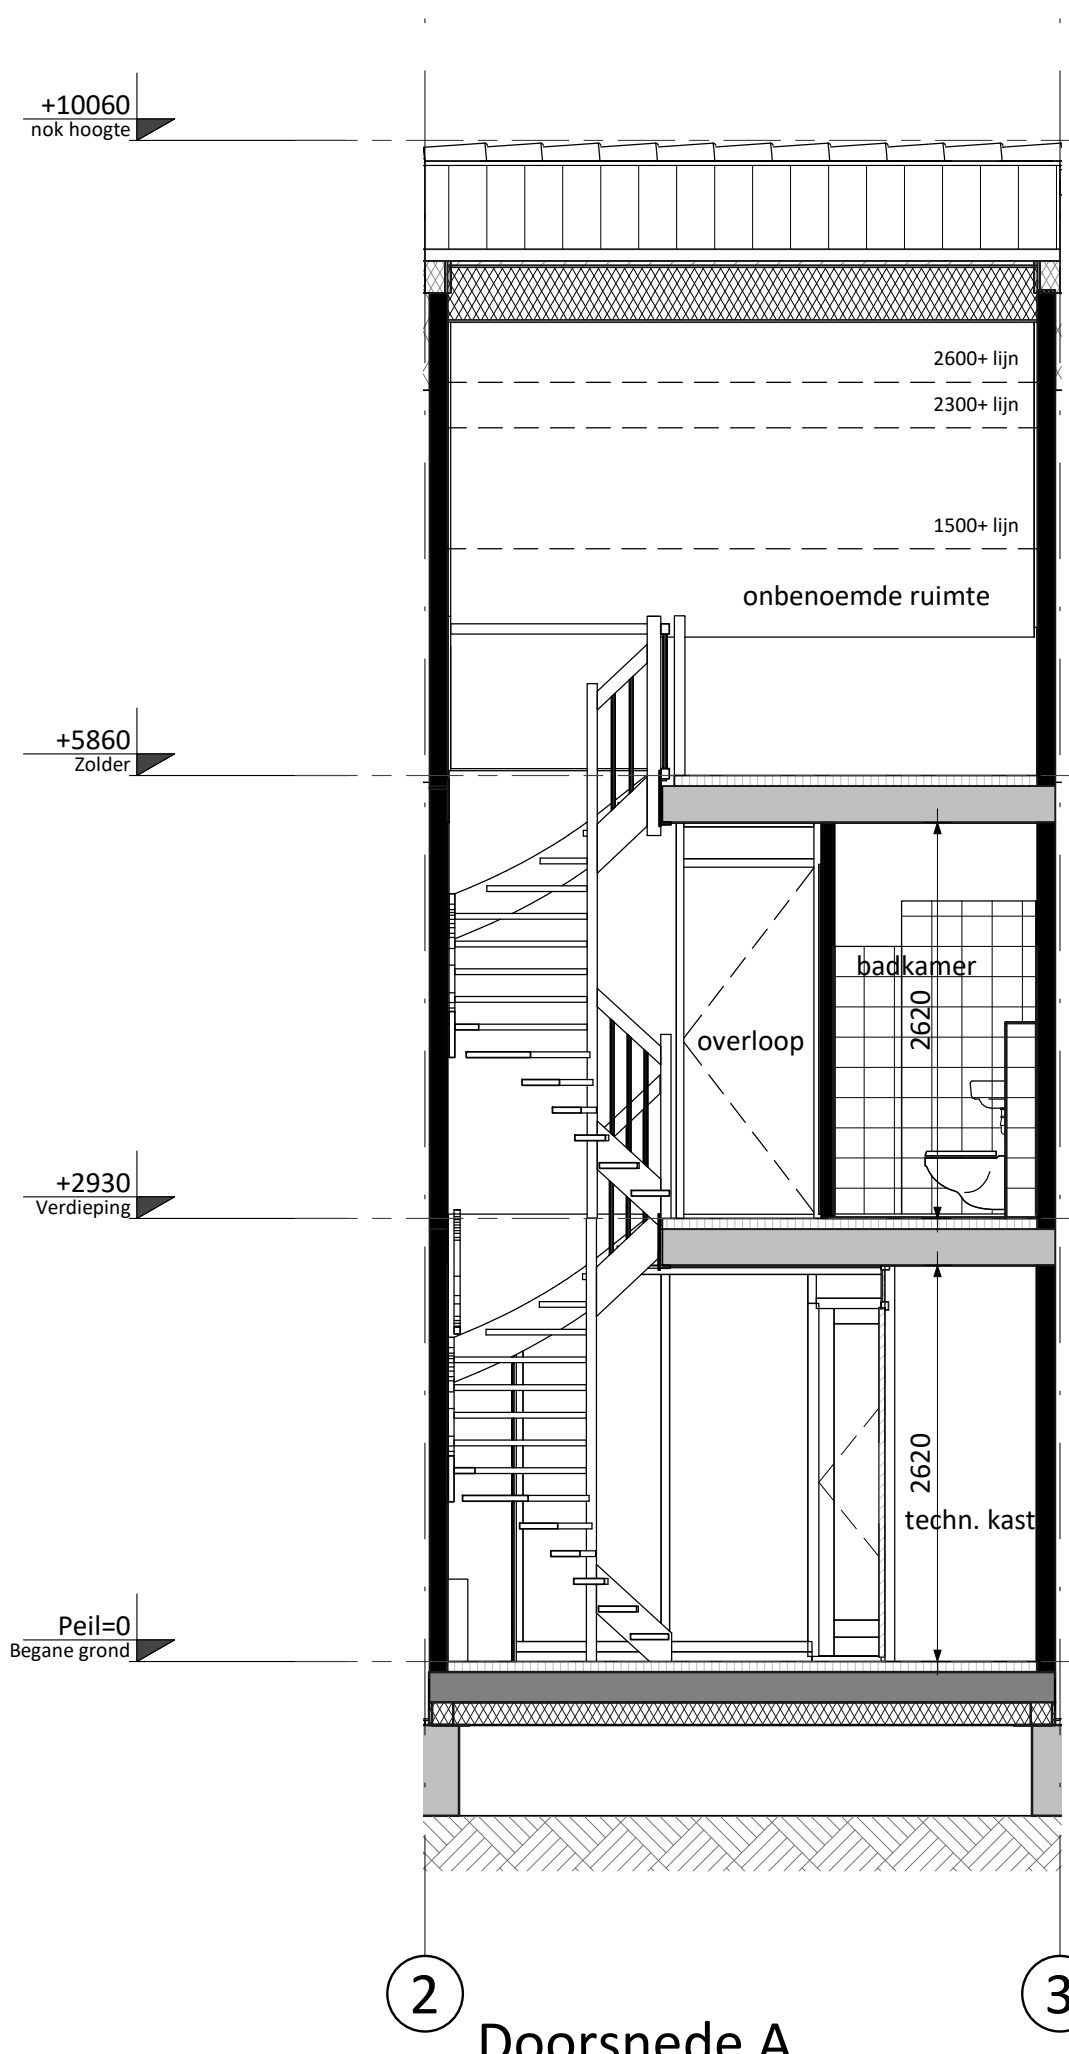 +10060
nok hoogte
2600+ lijn
2300+ lijn
1500+ lijn
onbenoemde ruimte
+5860
Zolder
badkamer
2620
overloop
+2930
Verdieping
2620
techn. kast
Peil=0
Begane grond
2
3
Doorsnede A